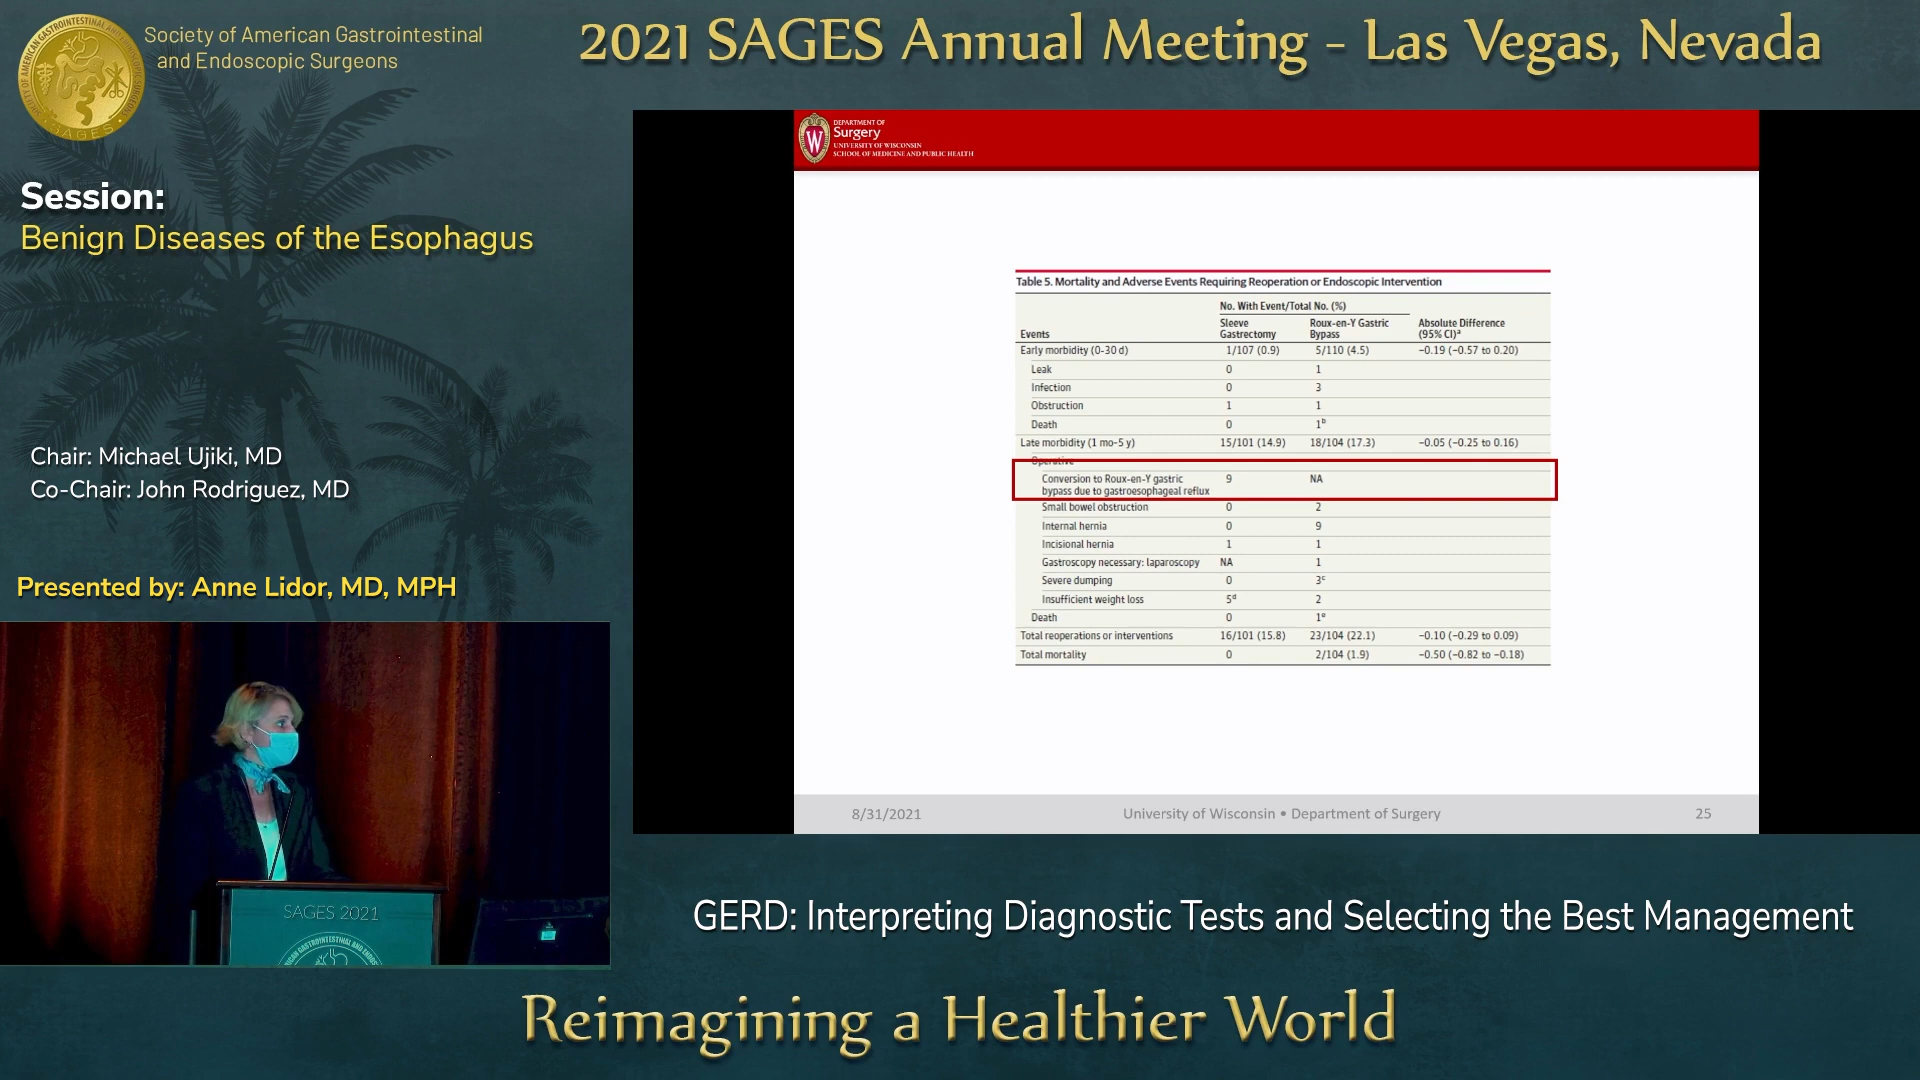 Society of American Gastrointestinal
and Endoscopic Surgeons
2021 SAGES Annual Meeting - Las Vegas, Nevada
Session:
Benign Diseases of the Esophagus
Chair: Michael Ujiki, MD
Co-Chair: John Rodriguez, MD
Presented by: Anne Lidor, MD, MPH
SAGES 2021
DEPARTMENT OF
Surgery
UNIVERSITY OF WISCONSIN
SCHOOL OF MEDICINE AND PUBLIC HEALTH
Table 5. Mortality and Adverse Events Requiring Reoperation or Endoscopic Intervention
No. With Event/Total No. (%)
Events Sleeve Gastrectomy Roux-en-Y Gastric Bypass Absolute Difference (95% CI)ᵃ
Early morbidity (0-30 d) 1/107 (0.9) 5/110 (4.5) −0.19 (−0.57 to 0.20)
Leak 0 1
Infection 0 3
Obstruction 1 1
Death 0 1ᵇ
Late morbidity (1 mo-5 y) 15/101 (14.9) 18/104 (17.3) −0.05 (−0.25 to 0.16)
Operative
Conversion to Roux-en-Y gastric 9 NA
bypass due to gastroesophageal reflux
Small bowel obstruction 0 2
Internal hernia 0 9
Incisional hernia 1 1
Gastroscopy necessary: laparoscopy NA 1
Severe dumping 0 3ᶜ
Insufficient weight loss 5ᵈ 2
Death 0 1ᵉ
Total reoperations or interventions 16/101 (15.8) 23/104 (22.1) −0.10 (−0.29 to 0.09)
Total mortality 0 2/104 (1.9) −0.50 (−0.82 to −0.18)
8/31/2021 University of Wisconsin • Department of Surgery 25
GERD: Interpreting Diagnostic Tests and Selecting the Best Management
Reimagining a Healthier World